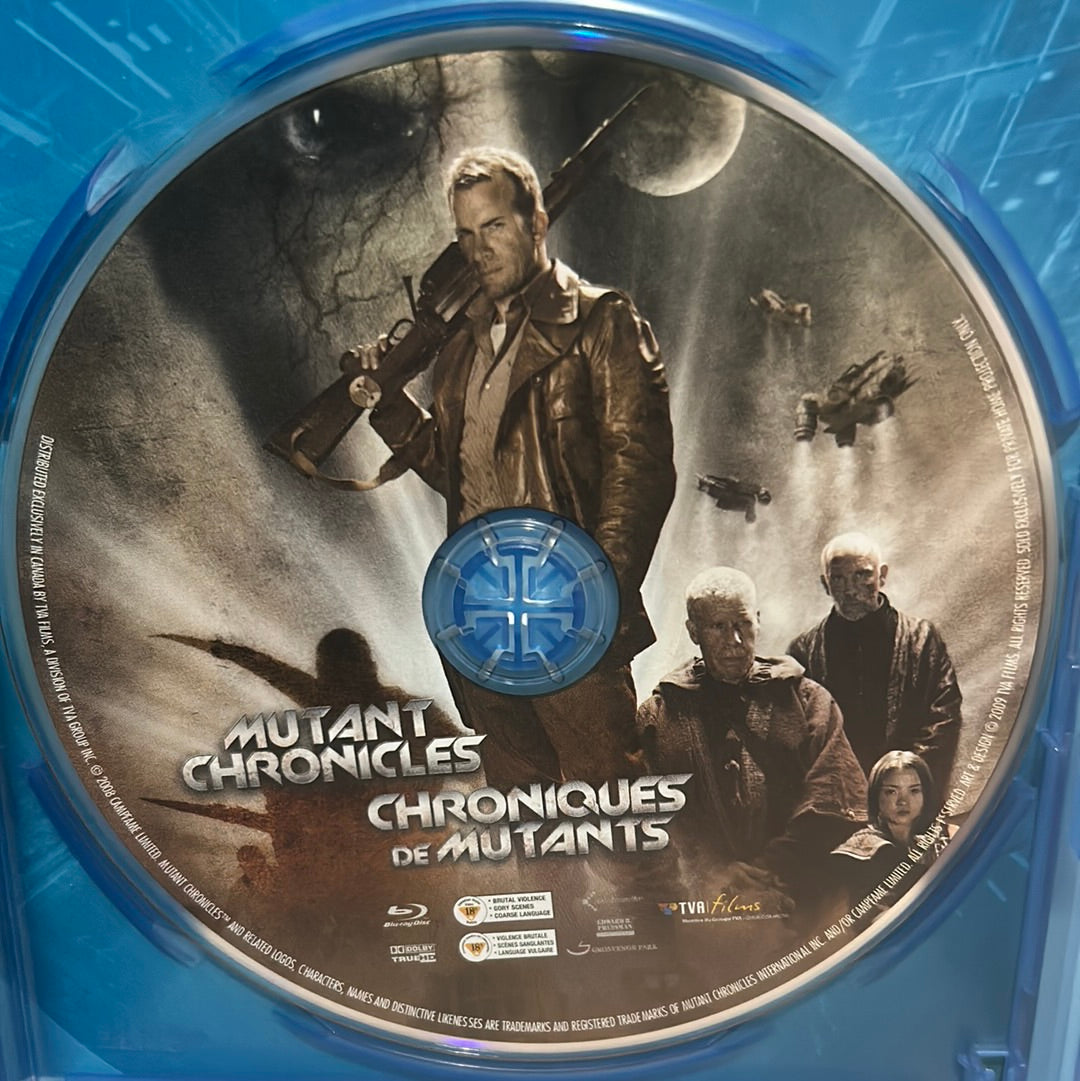 MUTANT
CHRONICLES
CHRONIQUES
DE MUTANTS
Blu-ray Disc
DOLBY
TRUEHD
18
• BRUTAL VIOLENCE
• GORY SCENES
• COARSE LANGUAGE
18
• VIOLENCE BRUTALE
• SCÈNES SANGLANTES
• LANGUAGE VULGAIRE
EDWARD R.
PRESSMAN
GROSVENOR PARK
TVA films
DISTRIBUTED EXCLUSIVELY IN CANADA BY TVA FILMS, A DIVISION OF TVA GROUP INC. © 2008 CAMPFAME LIMITED. MUTANT CHRONICLES™ AND RELATED LOGOS, CHARACTERS, NAMES AND DISTINCTIVE LIKENESSES ARE TRADEMARKS AND REGISTERED TRADEMARKS OF MUTANT CHRONICLES INTERNATIONAL INC. AND/OR CAMPFAME LIMITED. ALL RIGHTS RESERVED. ART & DESIGN © 2009 TVA FILMS. ALL RIGHTS RESERVED. SOLD EXCLUSIVELY FOR PRIVATE HOME PROJECTION ONLY.